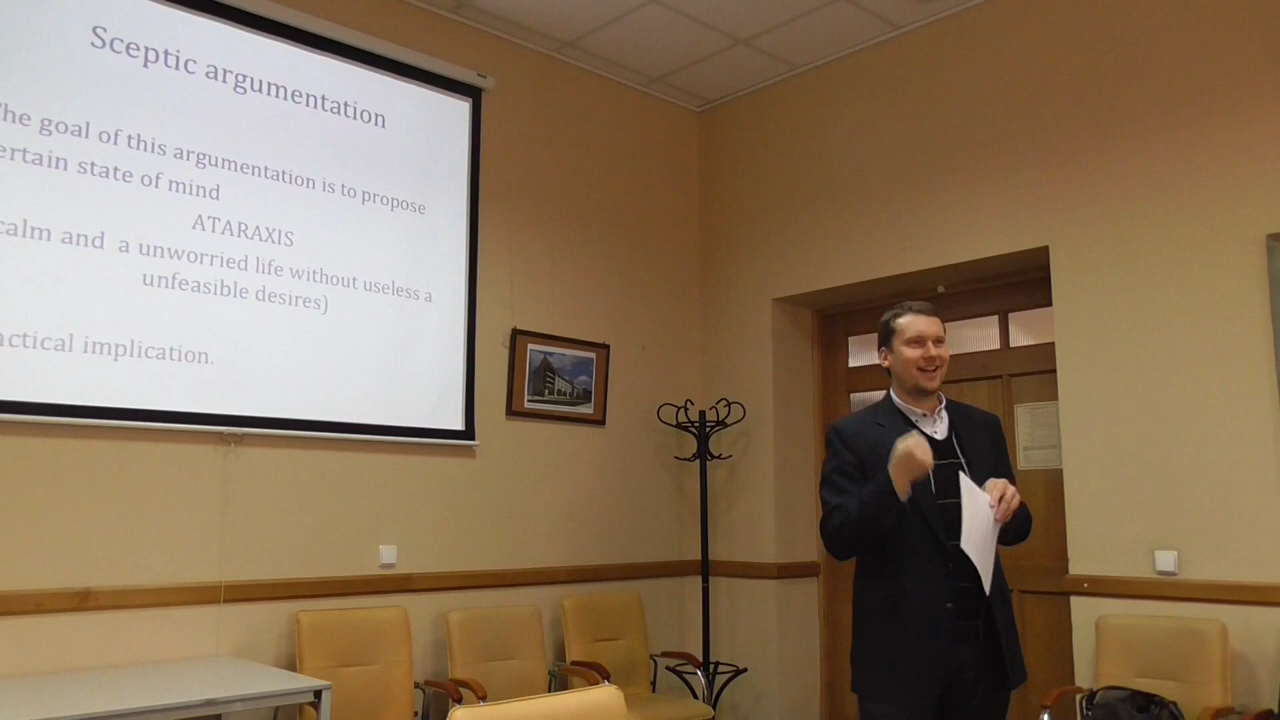 Sceptic argumentation
he goal of this argumentation is to propose
ertain state of mind
ATARAXIS
calm and a unworried life without useless a
unfeasible desires)
ctical implication.